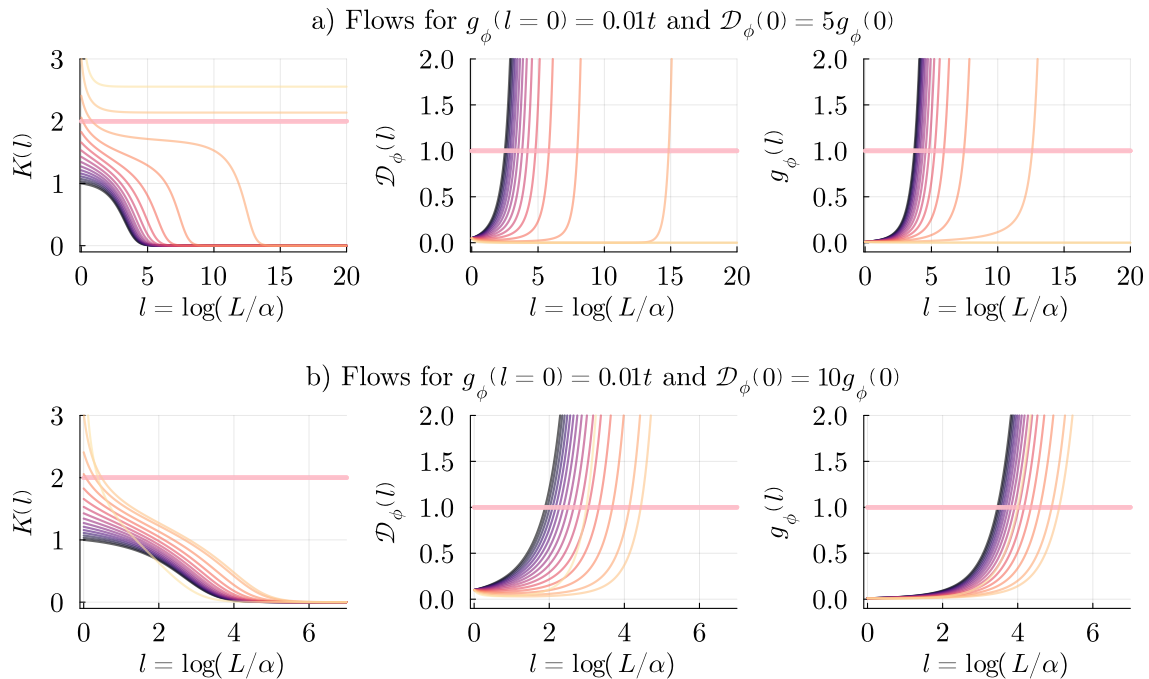 a) Flows for g_ϕ(l = 0) = 0.01t and 𝒟_ϕ(0) = 5g_ϕ(0)
K(l)
3
2
1
0
0 5 10 15 20
l = log(L/α)
𝒟_ϕ(l)
2.0
1.5
1.0
0.5
0.0
0 5 10 15 20
l = log(L/α)
g_ϕ(l)
2.0
1.5
1.0
0.5
0.0
0 5 10 15 20
l = log(L/α)
b) Flows for g_ϕ(l = 0) = 0.01t and 𝒟_ϕ(0) = 10g_ϕ(0)
K(l)
3
2
1
0
0 2 4 6
l = log(L/α)
𝒟_ϕ(l)
2.0
1.5
1.0
0.5
0.0
0 2 4 6
l = log(L/α)
g_ϕ(l)
2.0
1.5
1.0
0.5
0.0
0 2 4 6
l = log(L/α)